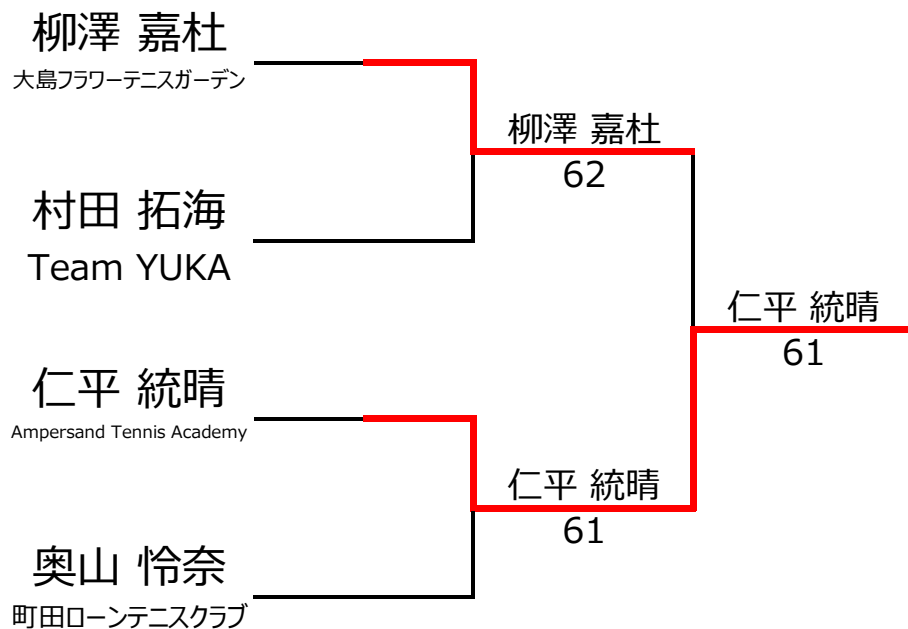 柳澤 嘉杜
大島フラワーテニスガーデン
柳澤 嘉杜
62
村田 拓海
Team YUKA
仁平 統晴
61
仁平 統晴
Ampersand Tennis Academy
仁平 統晴
61
奥山 怜奈
町田ローンテニスクラブ